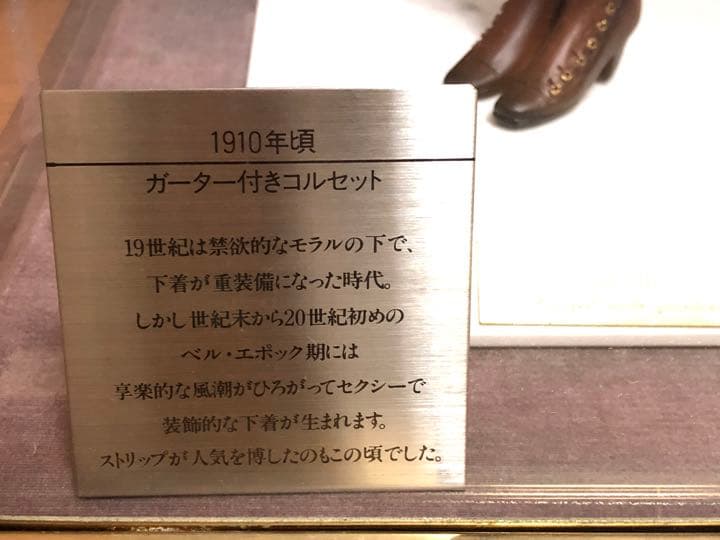 1910年頃
ガーター付きコルセット
19世紀は禁欲的なモラルの下で、
下着が重装備になった時代。
しかし世紀末から20世紀初めの
ベル・エポック期には
享楽的な風潮がひろがってセクシーで
装飾的な下着が生まれます。
ストリップが人気を博したのもこの頃でした。